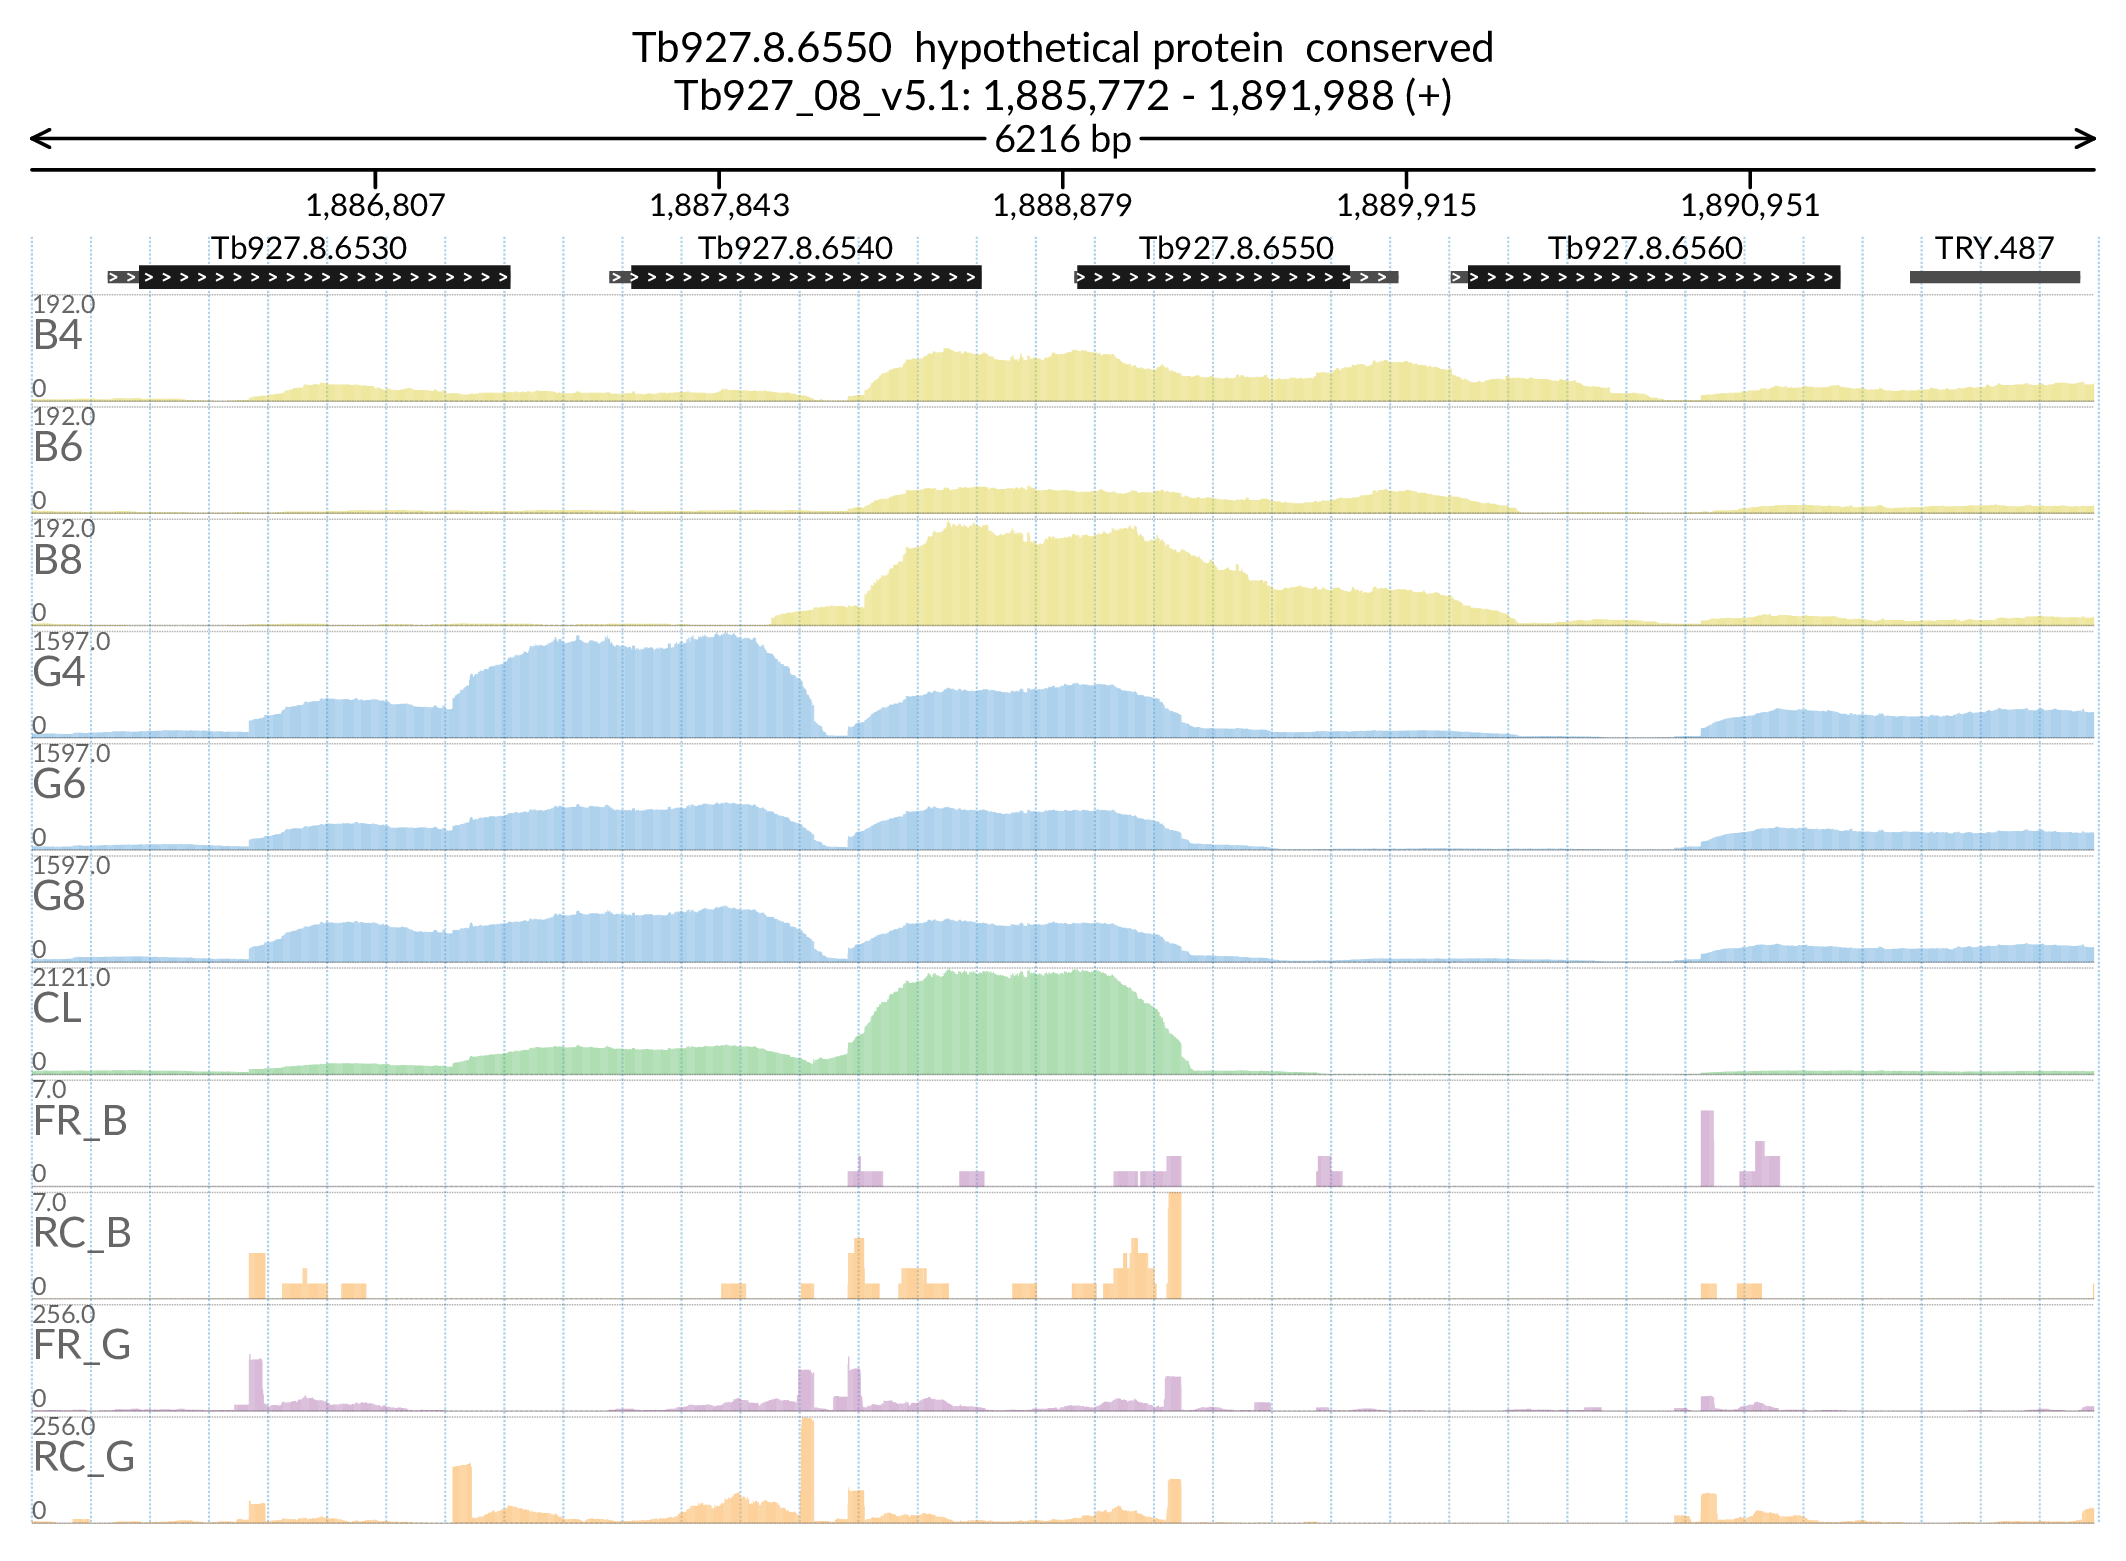 Tb927.8.6550 hypothetical protein conserved
Tb927_08_v5.1: 1,885,772 - 1,891,988 (+)
6216 bp
1,886,807 1,887,843 1,888,879 1,889,915 1,890,951
Tb927.8.6530 Tb927.8.6540 Tb927.8.6550 Tb927.8.6560 TRY.487
192.0
B4
0
192.0
B6
0
192.0
B8
0
1597.0
G4
0
1597.0
G6
0
1597.0
G8
0
2121.0
CL
0
7.0
FR_B
0
7.0
RC_B
0
256.0
FR_G
0
256.0
RC_G
0